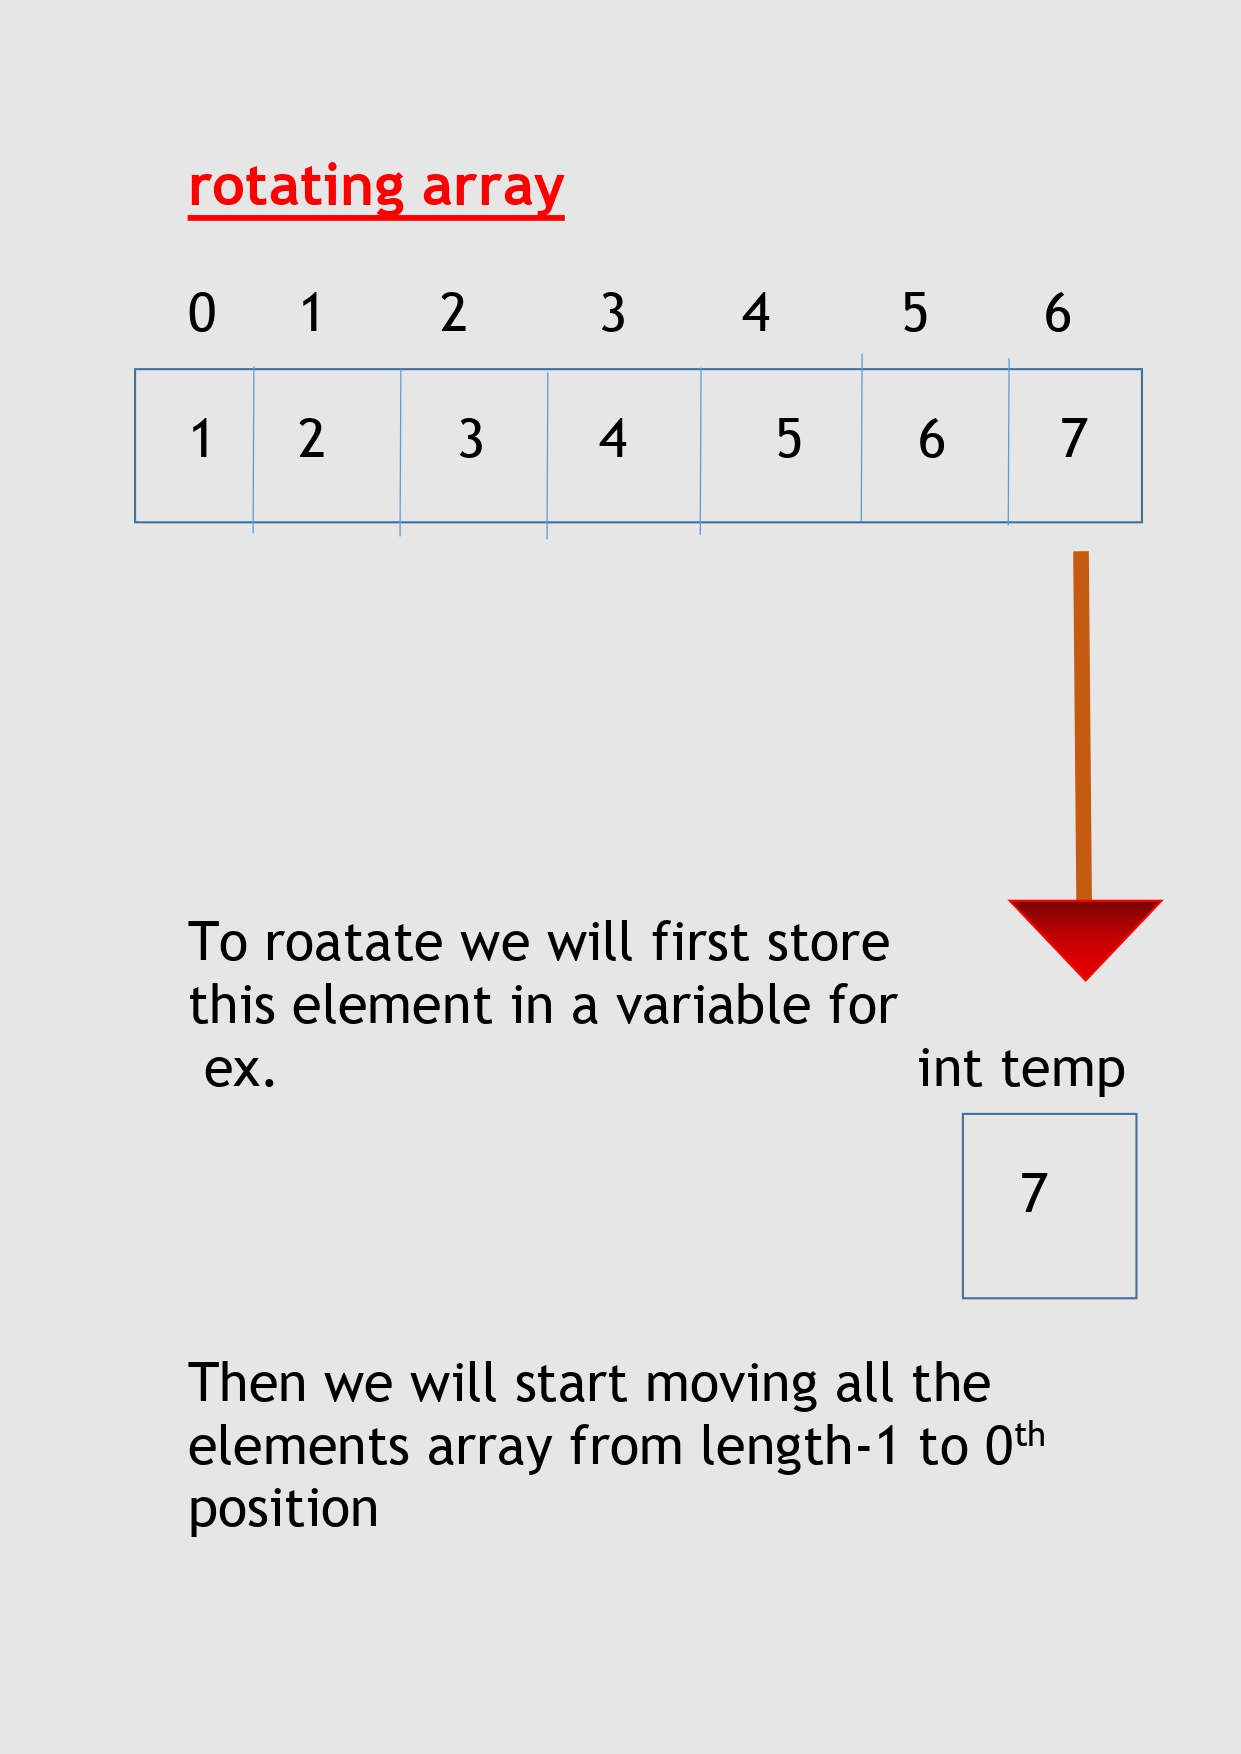 rotating array
0 1 2 3 4 5 6
1 2 3 4 5 6 7
To roatate we will first store
this element in a variable for
ex. int temp
7
Then we will start moving all the
elements array from length-1 to 0th
position